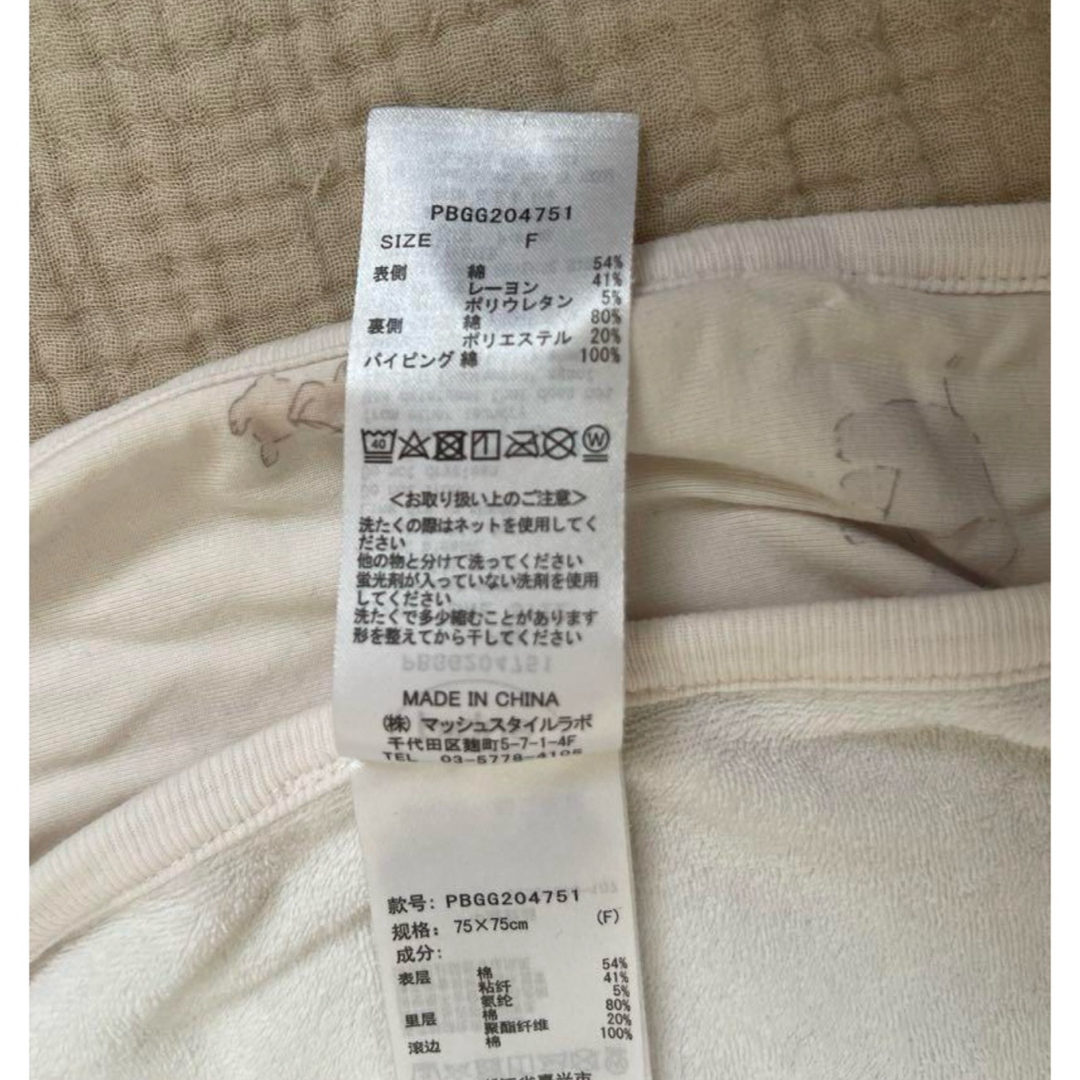 PBGG204751
SIZE F
表側 綿 54%
レーヨン 41%
ポリウレタン 5%
裏側 綿 80%
ポリエステル 20%
パイピング 綿 100%
40 W
<お取り扱い上のご注意>
洗たくの際はネットを使用してく
ださい
他の物と分けて洗ってください
蛍光剤が入っていない洗剤を使用
してください
洗たくで多少縮むことがあります
形を整えてから干してください
MADE IN CHINA
(株) マッシュスタイルラボ
千代田区麹町5-7-1-4F
TEL 03-5778-4105
款号: PBGG204751
规格: 75×75cm (F)
成分:
表层 棉 54%
粘纤 41%
氨纶 5%
里层 棉 80%
聚酯纤维 20%
滚边 棉 100%